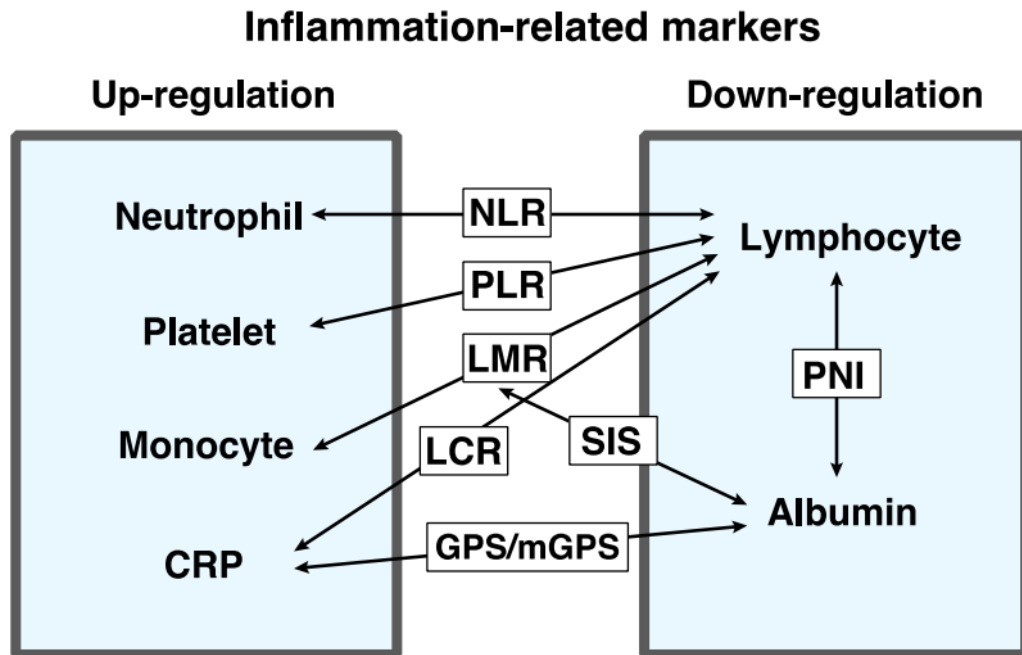 Inflammation-related markers
Up-regulation
Down-regulation
Neutrophil
NLR
Lymphocyte
PLR
Platelet
LMR
PNI
Monocyte
LCR
SIS
Albumin
GPS/mGPS
CRP